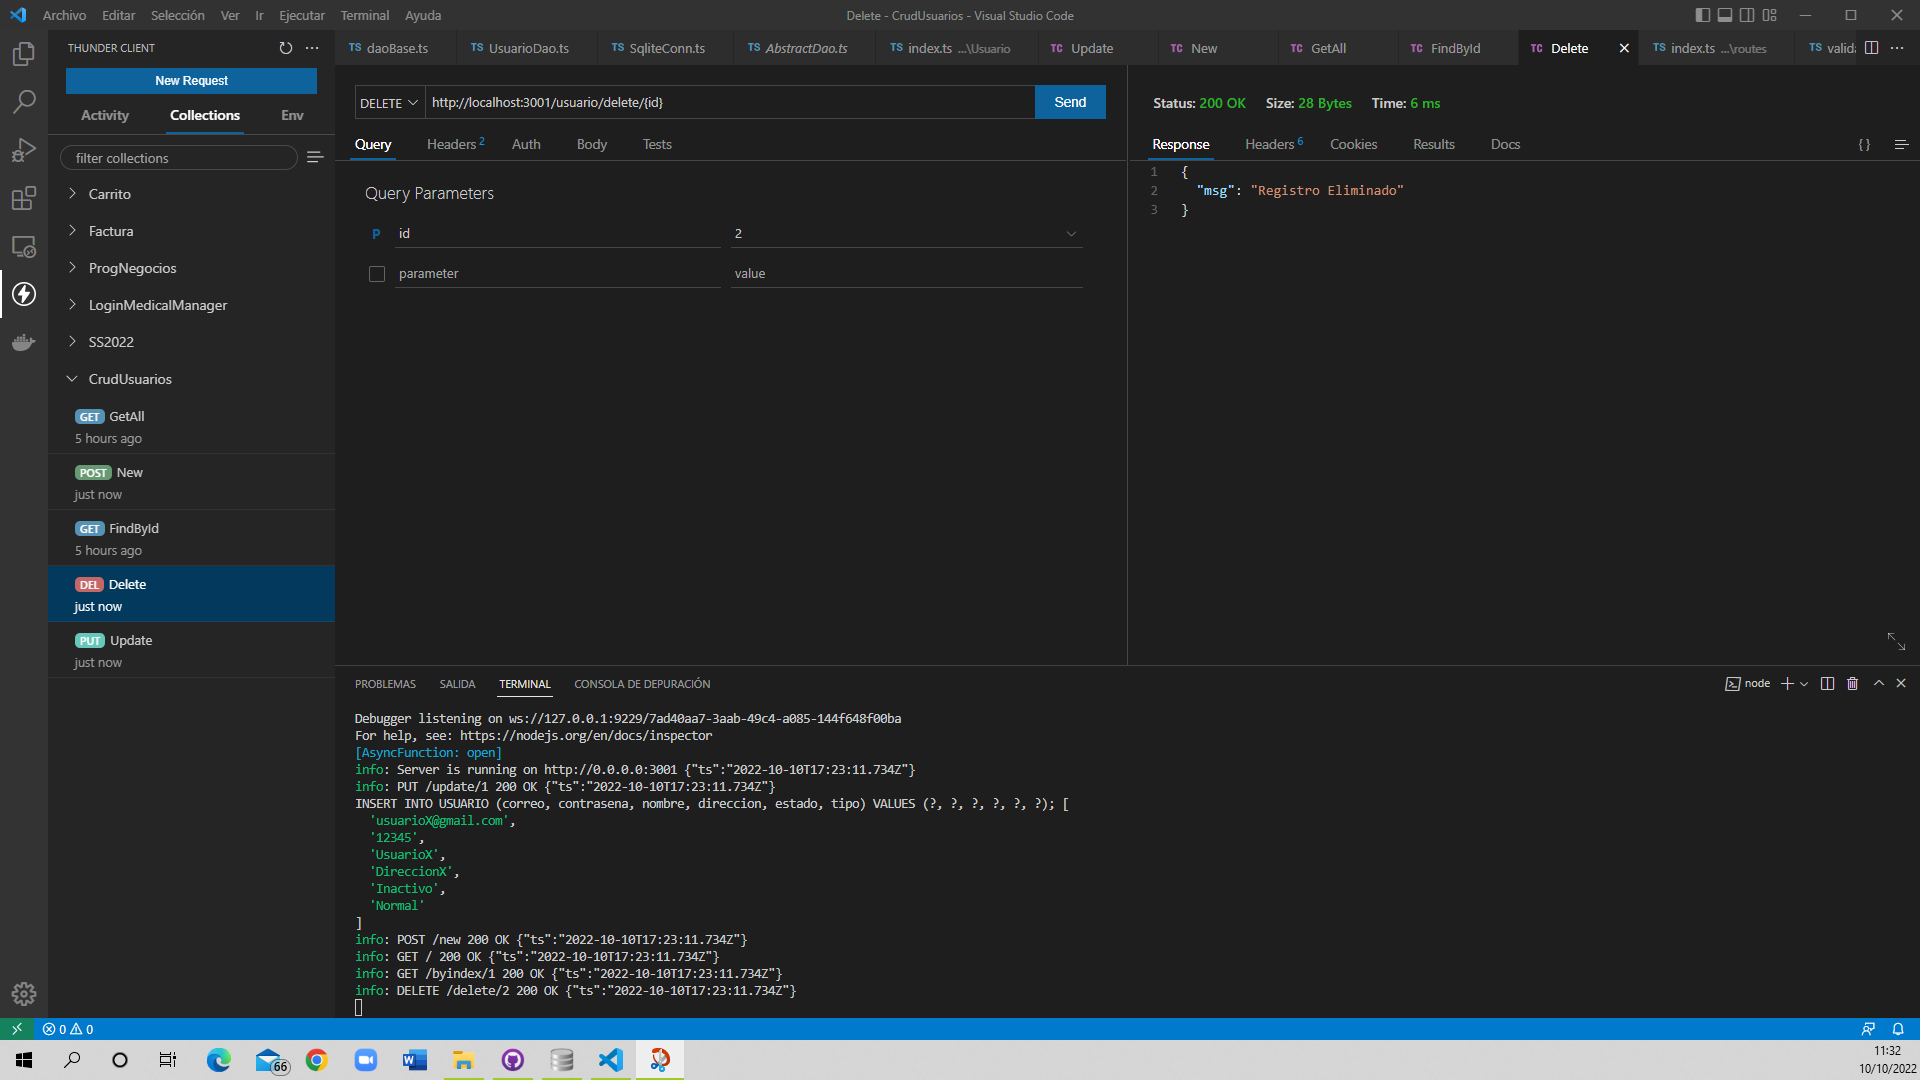 Archivo Editar Selección Ver Ir Ejecutar Terminal Ayuda
Delete - CrudUsuarios - Visual Studio Code
THUNDER CLIENT
New Request
Activity Collections Env
filter collections
Carrito
Factura
ProgNegocios
LoginMedicalManager
SS2022
CrudUsuarios
GET GetAll
5 hours ago
POST New
just now
GET FindById
5 hours ago
DEL Delete
just now
PUT Update
just now
TS daoBase.ts TS UsuarioDao.ts TS SqliteConn.ts TS AbstractDao.ts TS index.ts ...\Usuario TC Update TC New TC GetAll TC FindById TC Delete TS index.ts ...\routes TS valid
DELETE http://localhost:3001/usuario/delete/{id} Send
Query Headers 2 Auth Body Tests
Query Parameters
P id 2
parameter value
Status: 200 OK Size: 28 Bytes Time: 6 ms
Response Headers 6 Cookies Results Docs { }
1 {
2 "msg": "Registro Eliminado"
3 }
PROBLEMAS SALIDA TERMINAL CONSOLA DE DEPURACIÓN
node
Debugger listening on ws://127.0.0.1:9229/7ad40aa7-3aab-49c4-a085-144f648f00ba
For help, see: https://nodejs.org/en/docs/inspector
[AsyncFunction: open]
info: Server is running on http://0.0.0.0:3001 {"ts":"2022-10-10T17:23:11.734Z"}
info: PUT /update/1 200 OK {"ts":"2022-10-10T17:23:11.734Z"}
INSERT INTO USUARIO (correo, contrasena, nombre, direccion, estado, tipo) VALUES (?, ?, ?, ?, ?, ?); [
'usuarioX@gmail.com',
'12345',
'UsuarioX',
'DireccionX',
'Inactivo',
'Normal'
]
info: POST /new 200 OK {"ts":"2022-10-10T17:23:11.734Z"}
info: GET / 200 OK {"ts":"2022-10-10T17:23:11.734Z"}
info: GET /byindex/1 200 OK {"ts":"2022-10-10T17:23:11.734Z"}
info: DELETE /delete/2 200 OK {"ts":"2022-10-10T17:23:11.734Z"}
0 0
66
11:32
10/10/2022